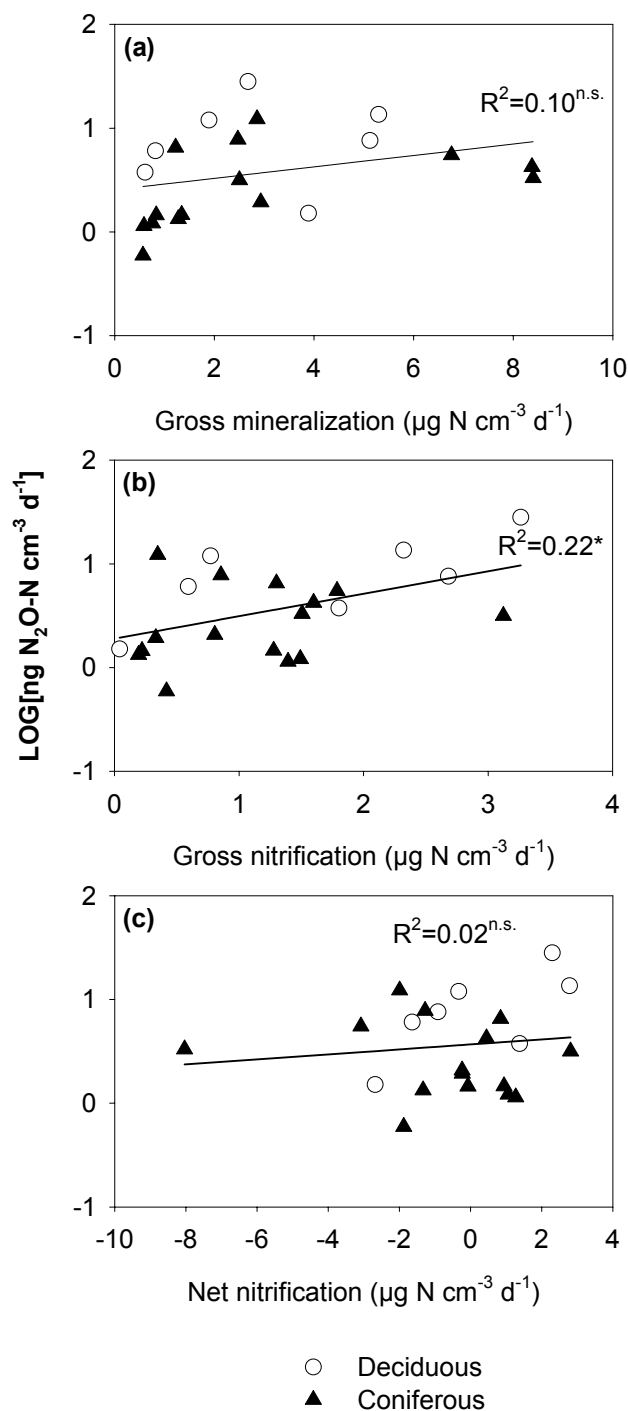 (a)
R²=0.10ⁿ·ˢ·
2
1
0
-1
0 2 4 6 8 10
Gross mineralization (µg N cm⁻³ d⁻¹)
LOG[ng N₂O-N cm⁻³ d⁻¹]
(b)
R²=0.22*
2
1
0
-1
0 1 2 3 4
Gross nitrification (µg N cm⁻³ d⁻¹)
(c)
R²=0.02ⁿ·ˢ·
2
1
0
-1
-10 -8 -6 -4 -2 0 2 4
Net nitrification (µg N cm⁻³ d⁻¹)
Deciduous
Coniferous